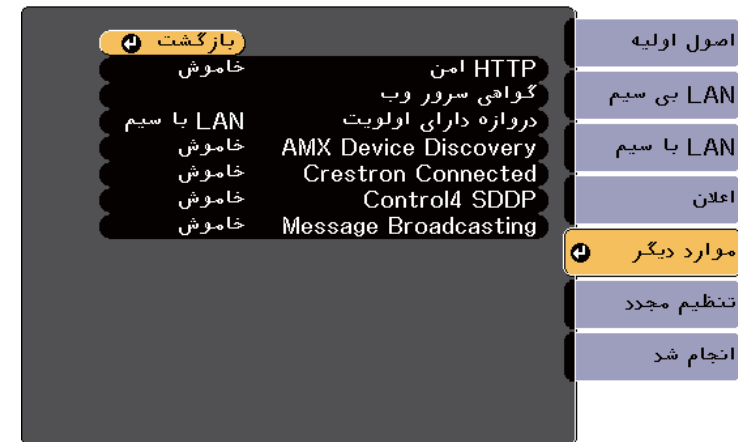 اصول اولیه
LAN بی سیم
LAN با سیم
اعلان
موارد دیگر
تنظیم مجدد
انجام شد
بازگشت
HTTP امن خاموش
گواهی سرور وب
دروازه دارای اولویت LAN با سیم
AMX Device Discovery خاموش
Crestron Connected خاموش
Control4 SDDP خاموش
Message Broadcasting خاموش